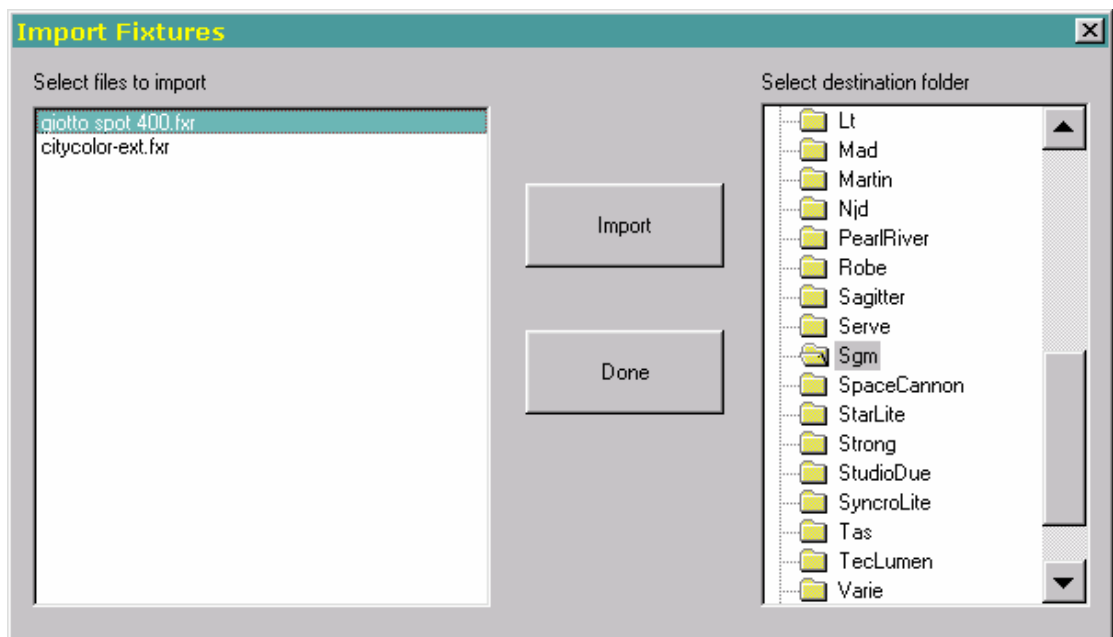 Import Fixtures
Select files to import
giotto spot 400.fxr
citycolor-ext.fxr
Import
Done
Select destination folder
Lt
Mad
Martin
Njd
PearlRiver
Robe
Sagitter
Serve
Sgm
SpaceCannon
StarLite
Strong
StudioDue
SyncroLite
Tas
TecLumen
Varie